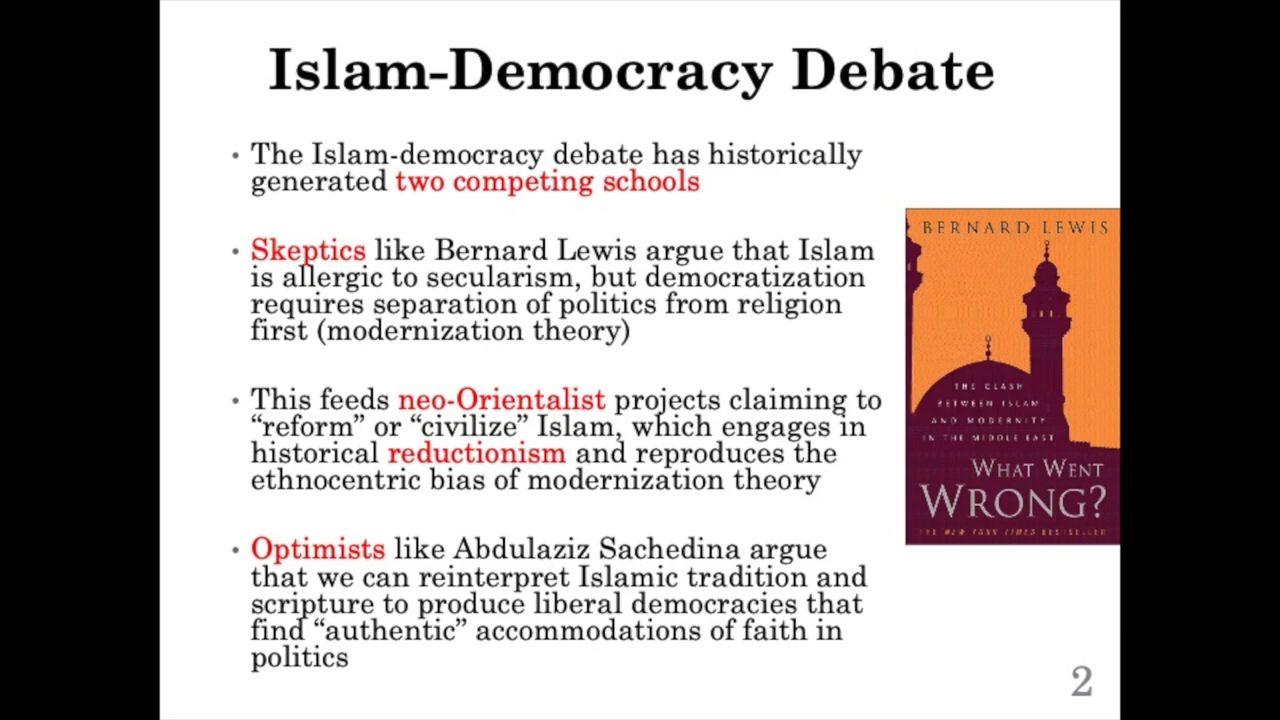 Islam-Democracy Debate
• The Islam-democracy debate has historically
generated two competing schools
• Skeptics like Bernard Lewis argue that Islam
is allergic to secularism, but democratization
requires separation of politics from religion
first (modernization theory)
• This feeds neo-Orientalist projects claiming to
“reform” or “civilize” Islam, which engages in
historical reductionism and reproduces the
ethnocentric bias of modernization theory
• Optimists like Abdulaziz Sachedina argue
that we can reinterpret Islamic tradition and
scripture to produce liberal democracies that
find “authentic” accommodations of faith in
politics
BERNARD LEWIS
THE CLASH
BETWEEN ISLAM
AND MODERNITY
IN THE MIDDLE EAST
WHAT WENT
WRONG?
THE NEW YORK TIMES BESTSELLER
2